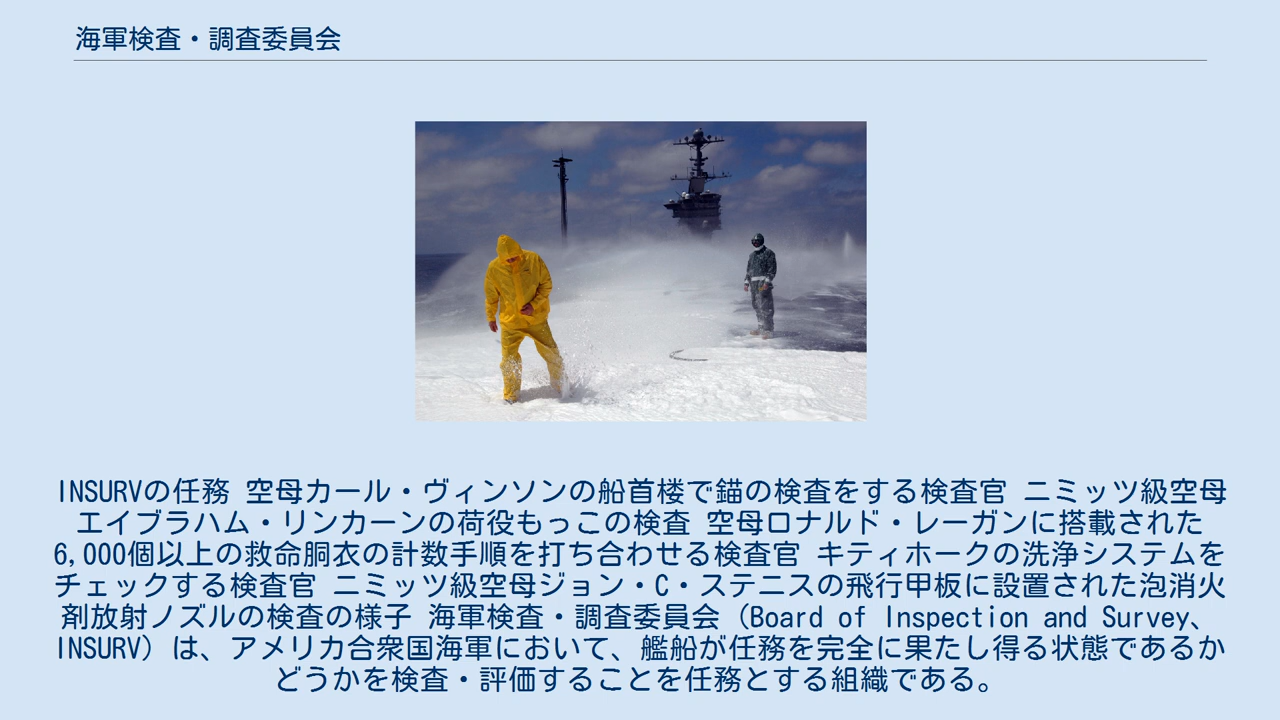 海軍検査・調査委員会
INSURVの任務 空母カール・ヴィンソンの船首楼で錨の検査をする検査官 ニミッツ級空母
エイブラハム・リンカーンの荷役もっこの検査 空母ロナルド・レーガンに搭載された
6,000個以上の救命胴衣の計数手順を打ち合わせる検査官 キティホークの洗浄システムを
チェックする検査官 ニミッツ級空母ジョン・C・ステニスの飛行甲板に設置された泡消火
剤放射ノズルの検査の様子 海軍検査・調査委員会（Board of Inspection and Survey、
INSURV）は、アメリカ合衆国海軍において、艦船が任務を完全に果たし得る状態であるか
どうかを検査・評価することを任務とする組織である。